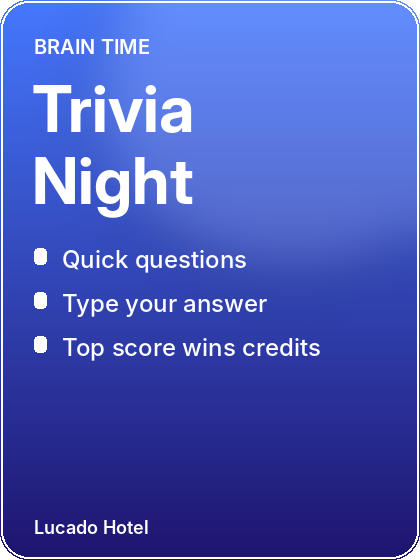 BRAIN TIME
Trivia
Night
Quick questions
Type your answer
Top score wins credits
Lucado Hotel